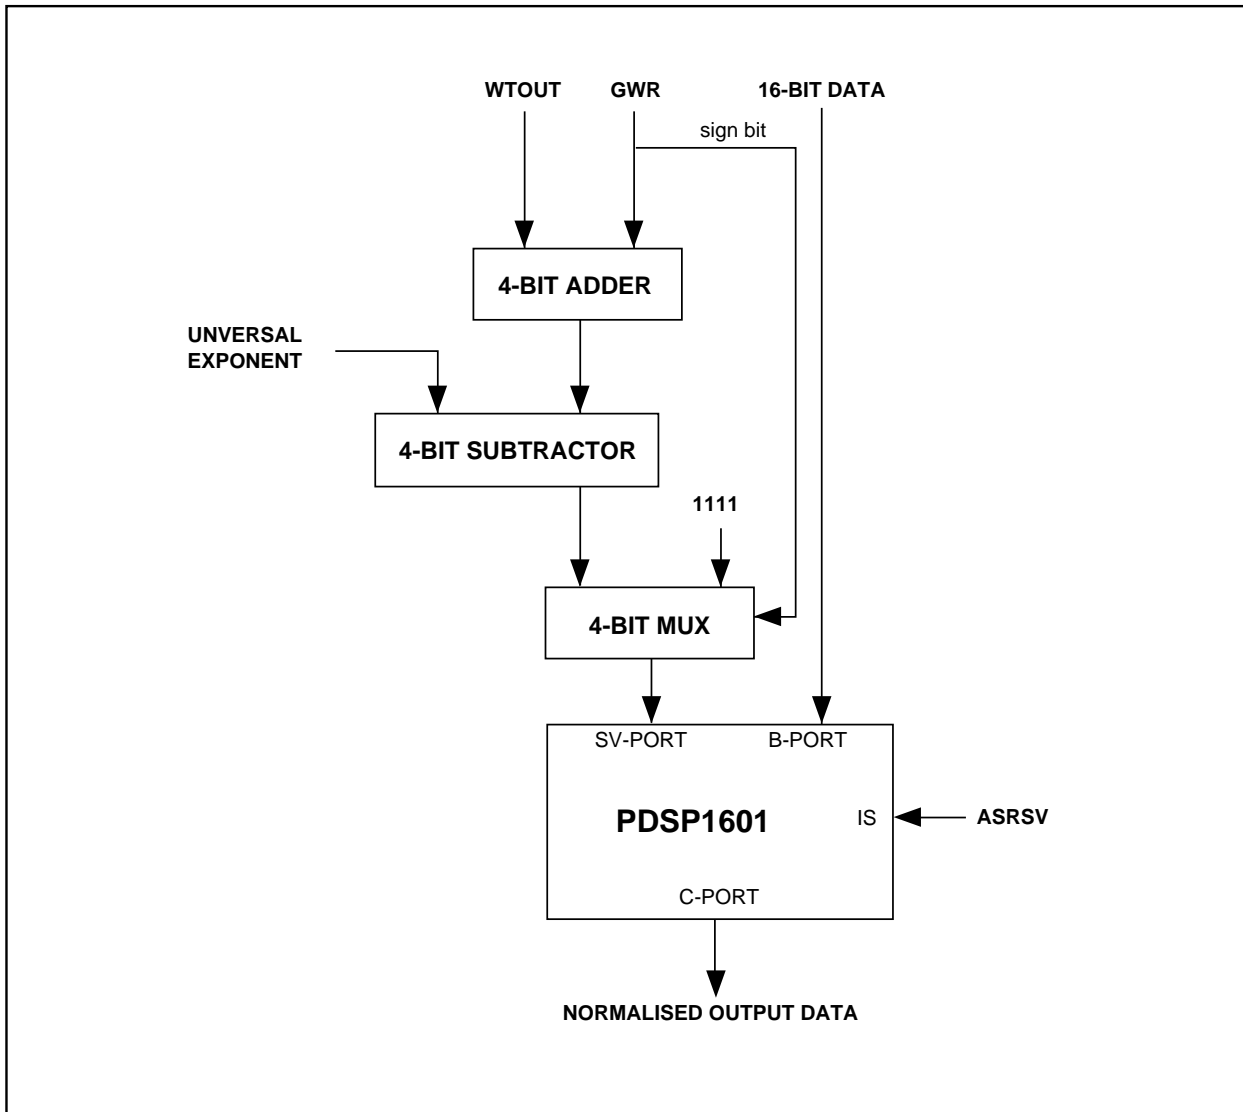 WTOUT GWR 16-BIT DATA
sign bit
4-BIT ADDER
UNVERSAL
EXPONENT
4-BIT SUBTRACTOR
1111
4-BIT MUX
SV-PORT B-PORT
PDSP1601 IS ASRSV
C-PORT
NORMALISED OUTPUT DATA